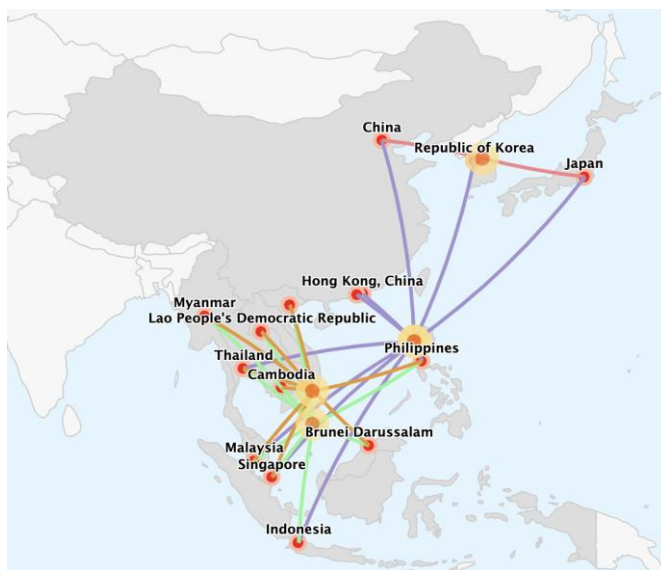 China
Republic of Korea
Japan
Hong Kong, China
Myanmar
Lao People's Democratic Republic
Thailand
Philippines
Cambodia
Brunei Darussalam
Malaysia
Singapore
Indonesia